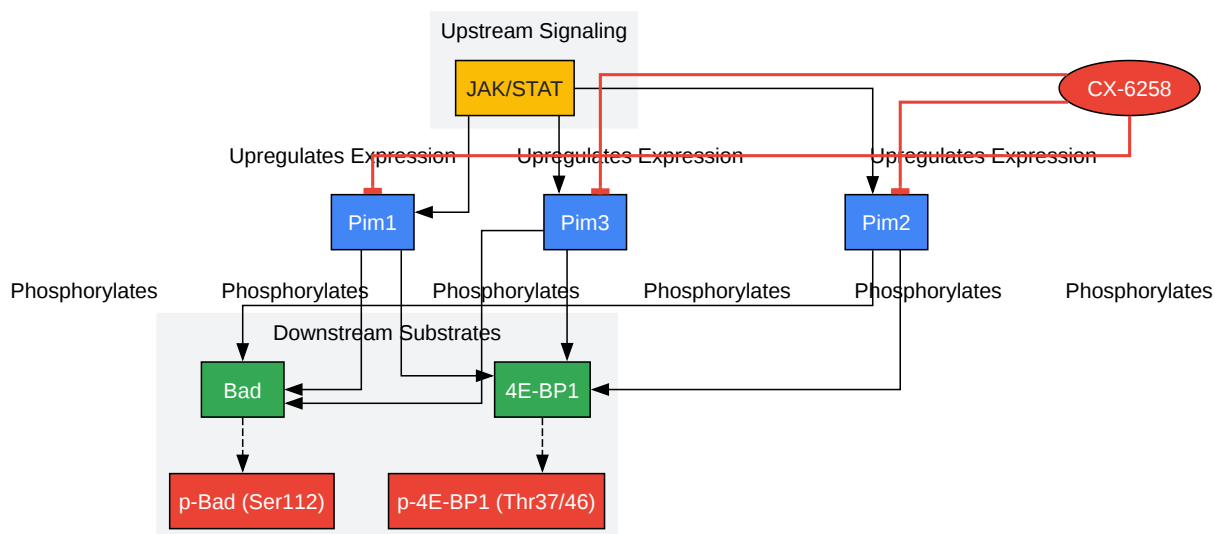 Upstream Signaling
JAK/STAT
CX-6258
Upregulates Expression
Upregulates Expression
Upregulates Expression
Pim1
Pim3
Pim2
Phosphorylates
Phosphorylates
Phosphorylates
Phosphorylates
Phosphorylates
Phosphorylates
Downstream Substrates
Bad
4E-BP1
p-Bad (Ser112)
p-4E-BP1 (Thr37/46)